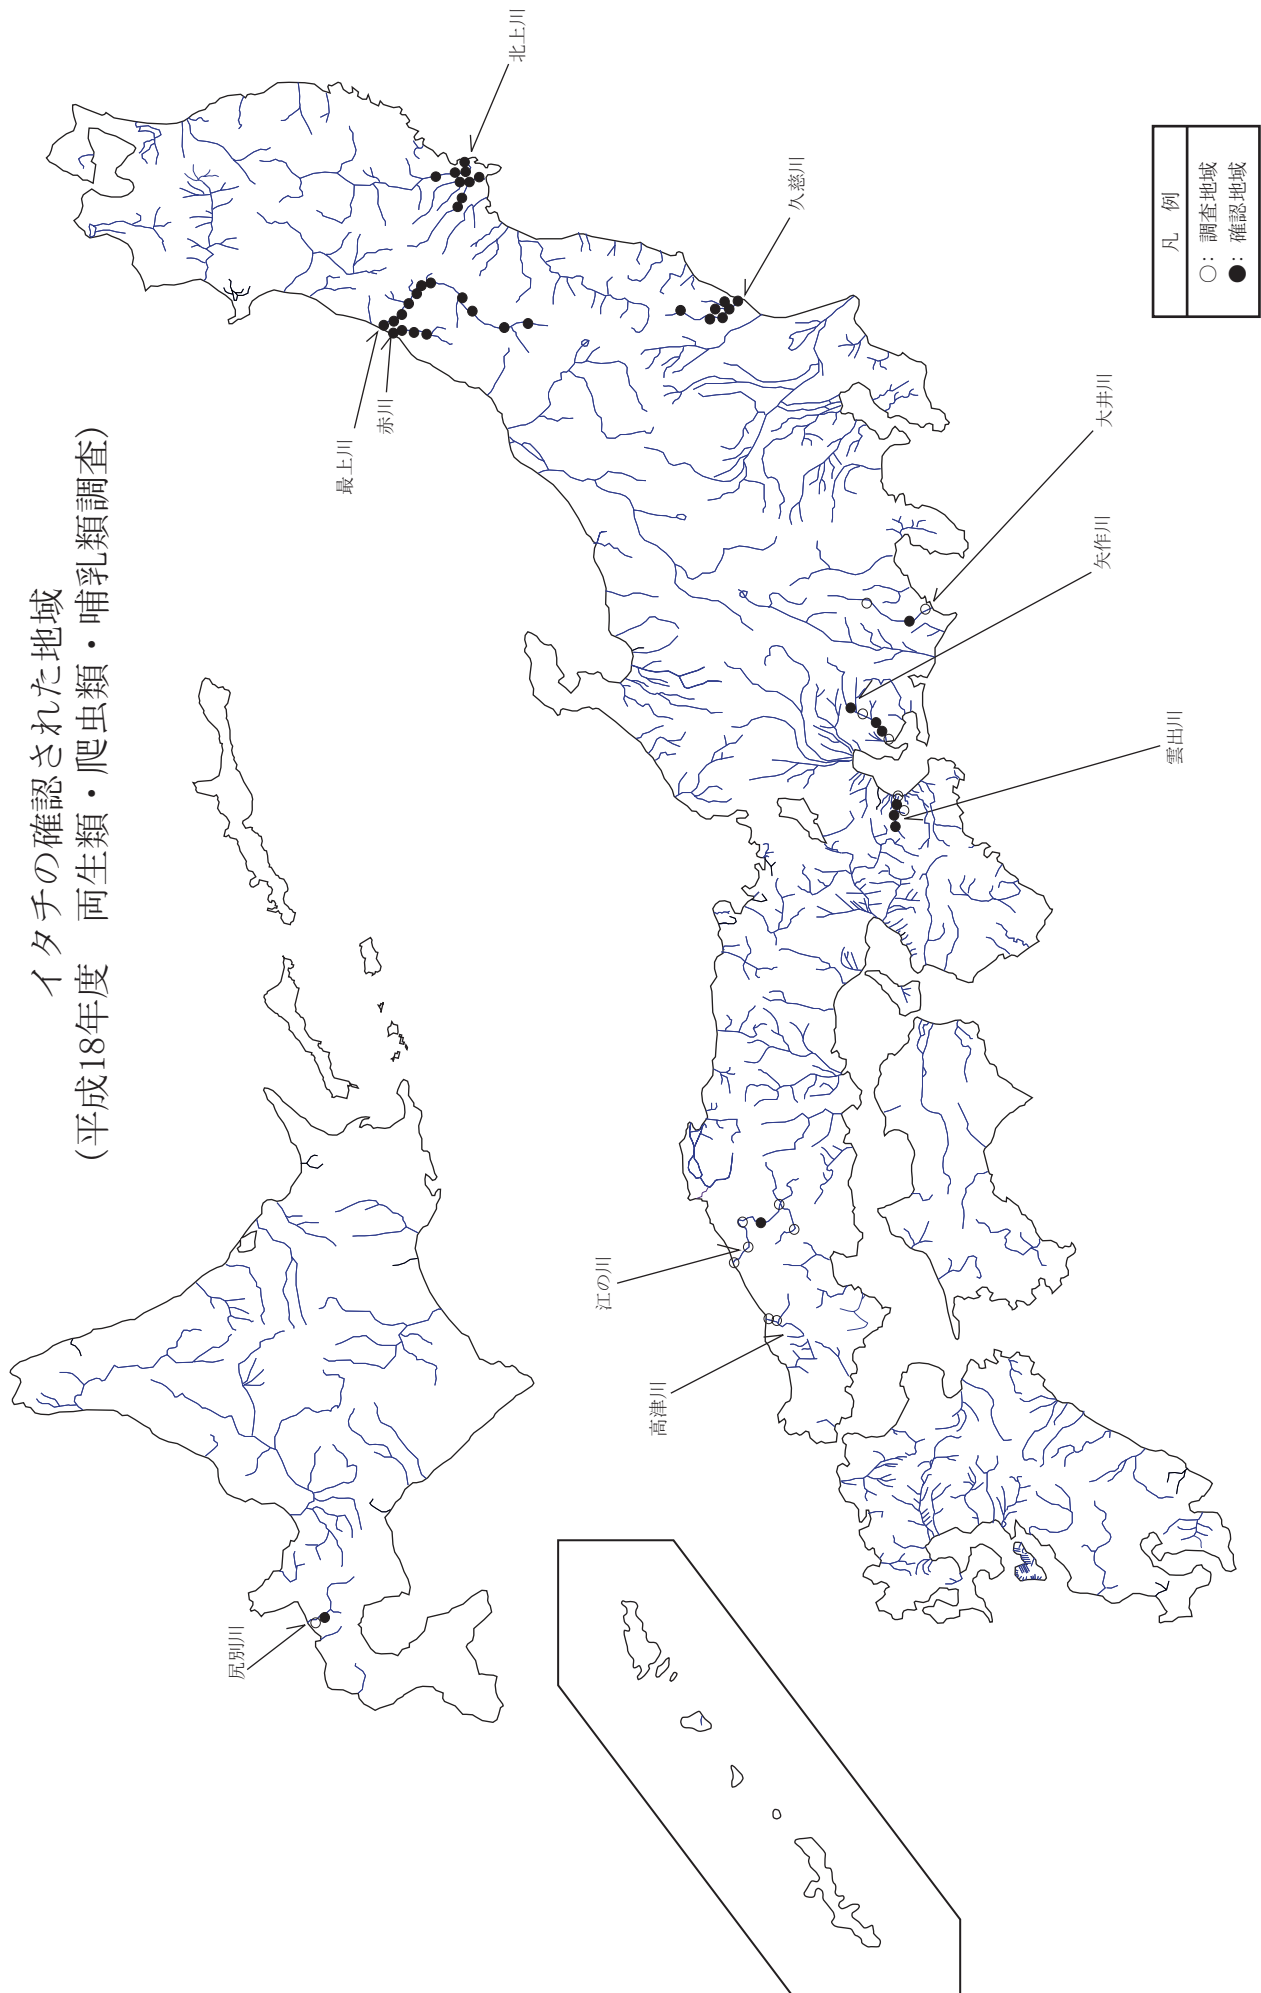 イタチの確認された地域
(平成18年度　両生類・爬虫類・哺乳類調査)
北上川
久慈川
最上川
赤川
大井川
矢作川
雲出川
江の川
高津川
尻別川
凡　例
○：調査地域
●：確認地域